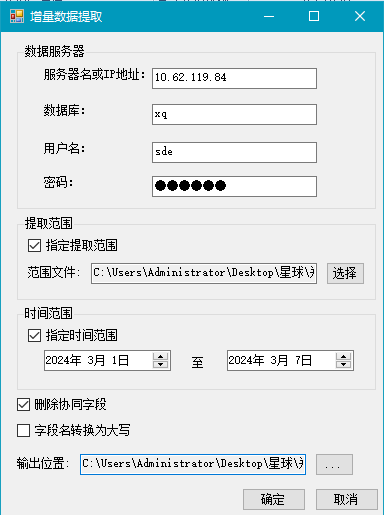 增量数据提取
数据服务器
服务器名或IP地址： 10.62.119.84
数据库： xq
用户名： sde
密码： ●●●●●●
提取范围
指定提取范围
范围文件： C:\Users\Administrator\Desktop\星球\ 选择
时间范围
指定时间范围
2024年 3月 1日 至 2024年 3月 7日
删除协同字段
字段名转换为大写
输出位置： C:\Users\Administrator\Desktop\星球\ ...
确定 取消